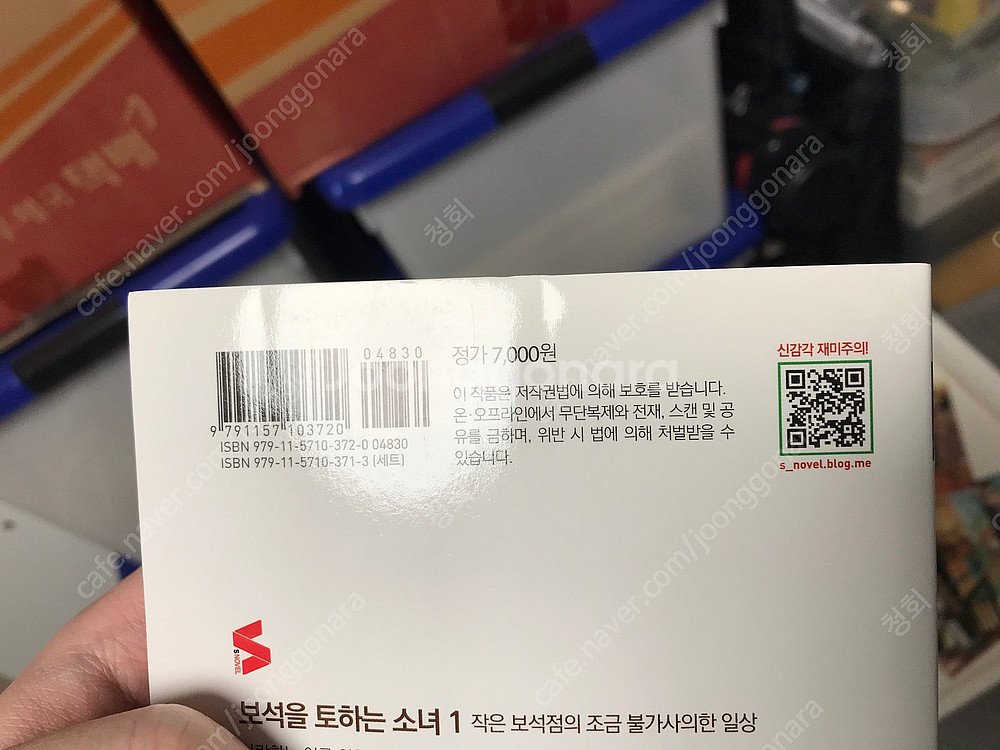 택배
cafe.naver.com/joonggonara
청회
Joonggonara
04830
정가 7,000원
이 작품은 저작권법에 의해 보호를 받습니다.
온·오프라인에서 무단복제와 전재, 스캔 및 공
유를 금하며, 위반 시 법에 의해 처벌받을 수
있습니다.
9 791157 103720
ISBN 979-11-5710-372-0 04830
ISBN 979-11-5710-371-3 (세트)
신감각 재미주의!
s_novel.blog.me
S NOVEL
보석을 토하는 소녀 1 작은 보석점의 조금 불가사의한 일상